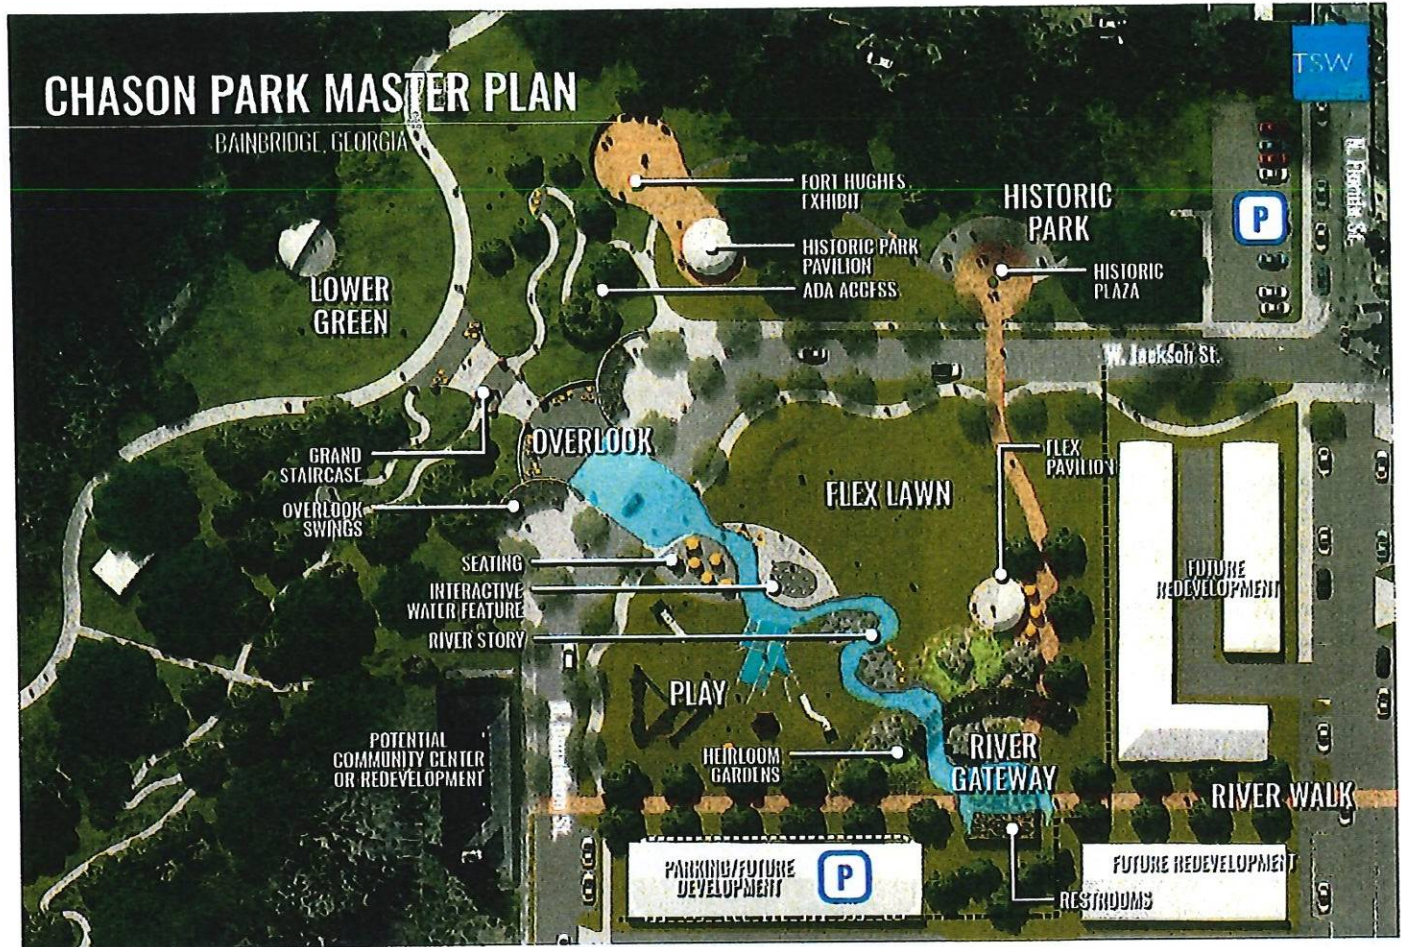 CHASON PARK MASTER PLAN
BAINBRIDGE, GEORGIA
TSW
FORT HUGHES
EXHIBIT
HISTORIC
PARK
P
HISTORIC PARK
PAVILION
ADA ACCESS
HISTORIC
PLAZA
LOWER
GREEN
W. Jackson St.
GRAND
STAIRCASE
OVERLOOK
FLEX
PAVILION
FLEX LAWN
OVERLOOK
SWINGS
SEATING
INTERACTIVE
WATER FEATURE
RIVER STORY
FUTURE
REDEVELOPMENT
PLAY
POTENTIAL
COMMUNITY CENTER
OR REDEVELOPMENT
HEIRLOOM
GARDENS
RIVER
GATEWAY
RIVER WALK
St.
PARKING/FUTURE
DEVELOPMENT
P
FUTURE REDEVELOPMENT
RESTROOMS